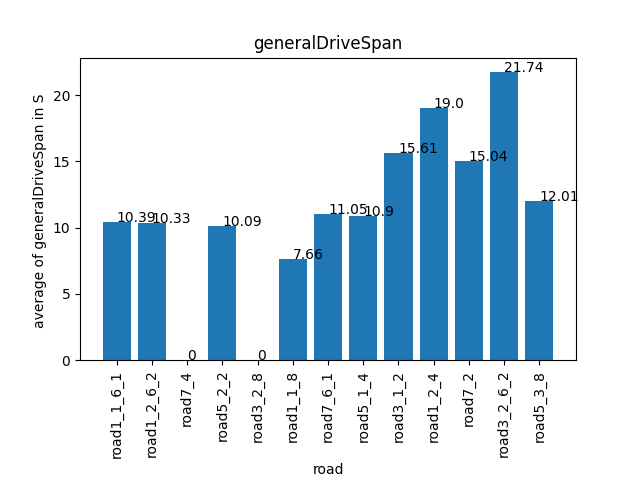 generalDriveSpan
average of generalDriveSpan in S
20
15
10
5
0
10.39
10.33
0
10.09
0
7.66
11.05
10.9
15.61
19.0
15.04
21.74
12.01
road1_1_6_1
road1_2_6_2
road7_4
road5_2_2
road3_2_8
road1_1_8
road7_6_1
road5_1_4
road3_1_2
road1_2_4
road7_2
road3_2_6_2
road5_3_8
road